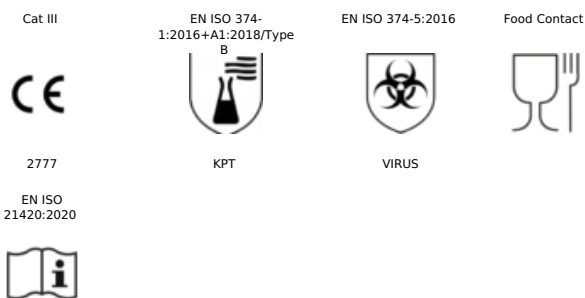 Cat III
EN ISO 374-
1:2016+A1:2018/Type
B
EN ISO 374-5:2016
Food Contact
CE
2777
KPT
VIRUS
EN ISO
21420:2020
i